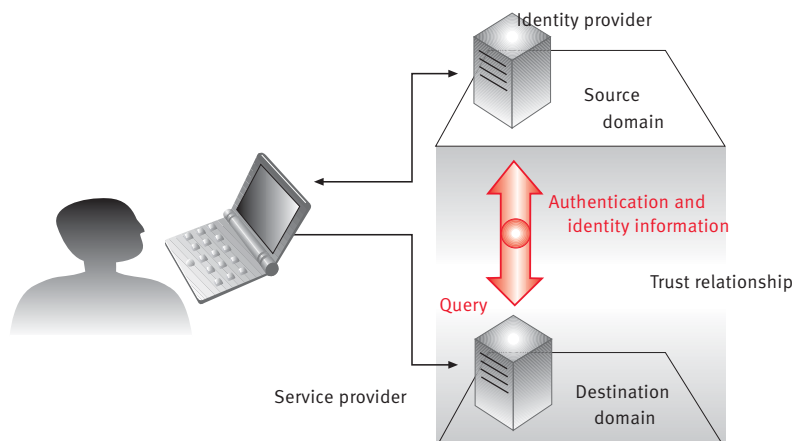 Identity provider
Source
domain
Authentication and
identity information
Trust relationship
Query
Service provider
Destination
domain